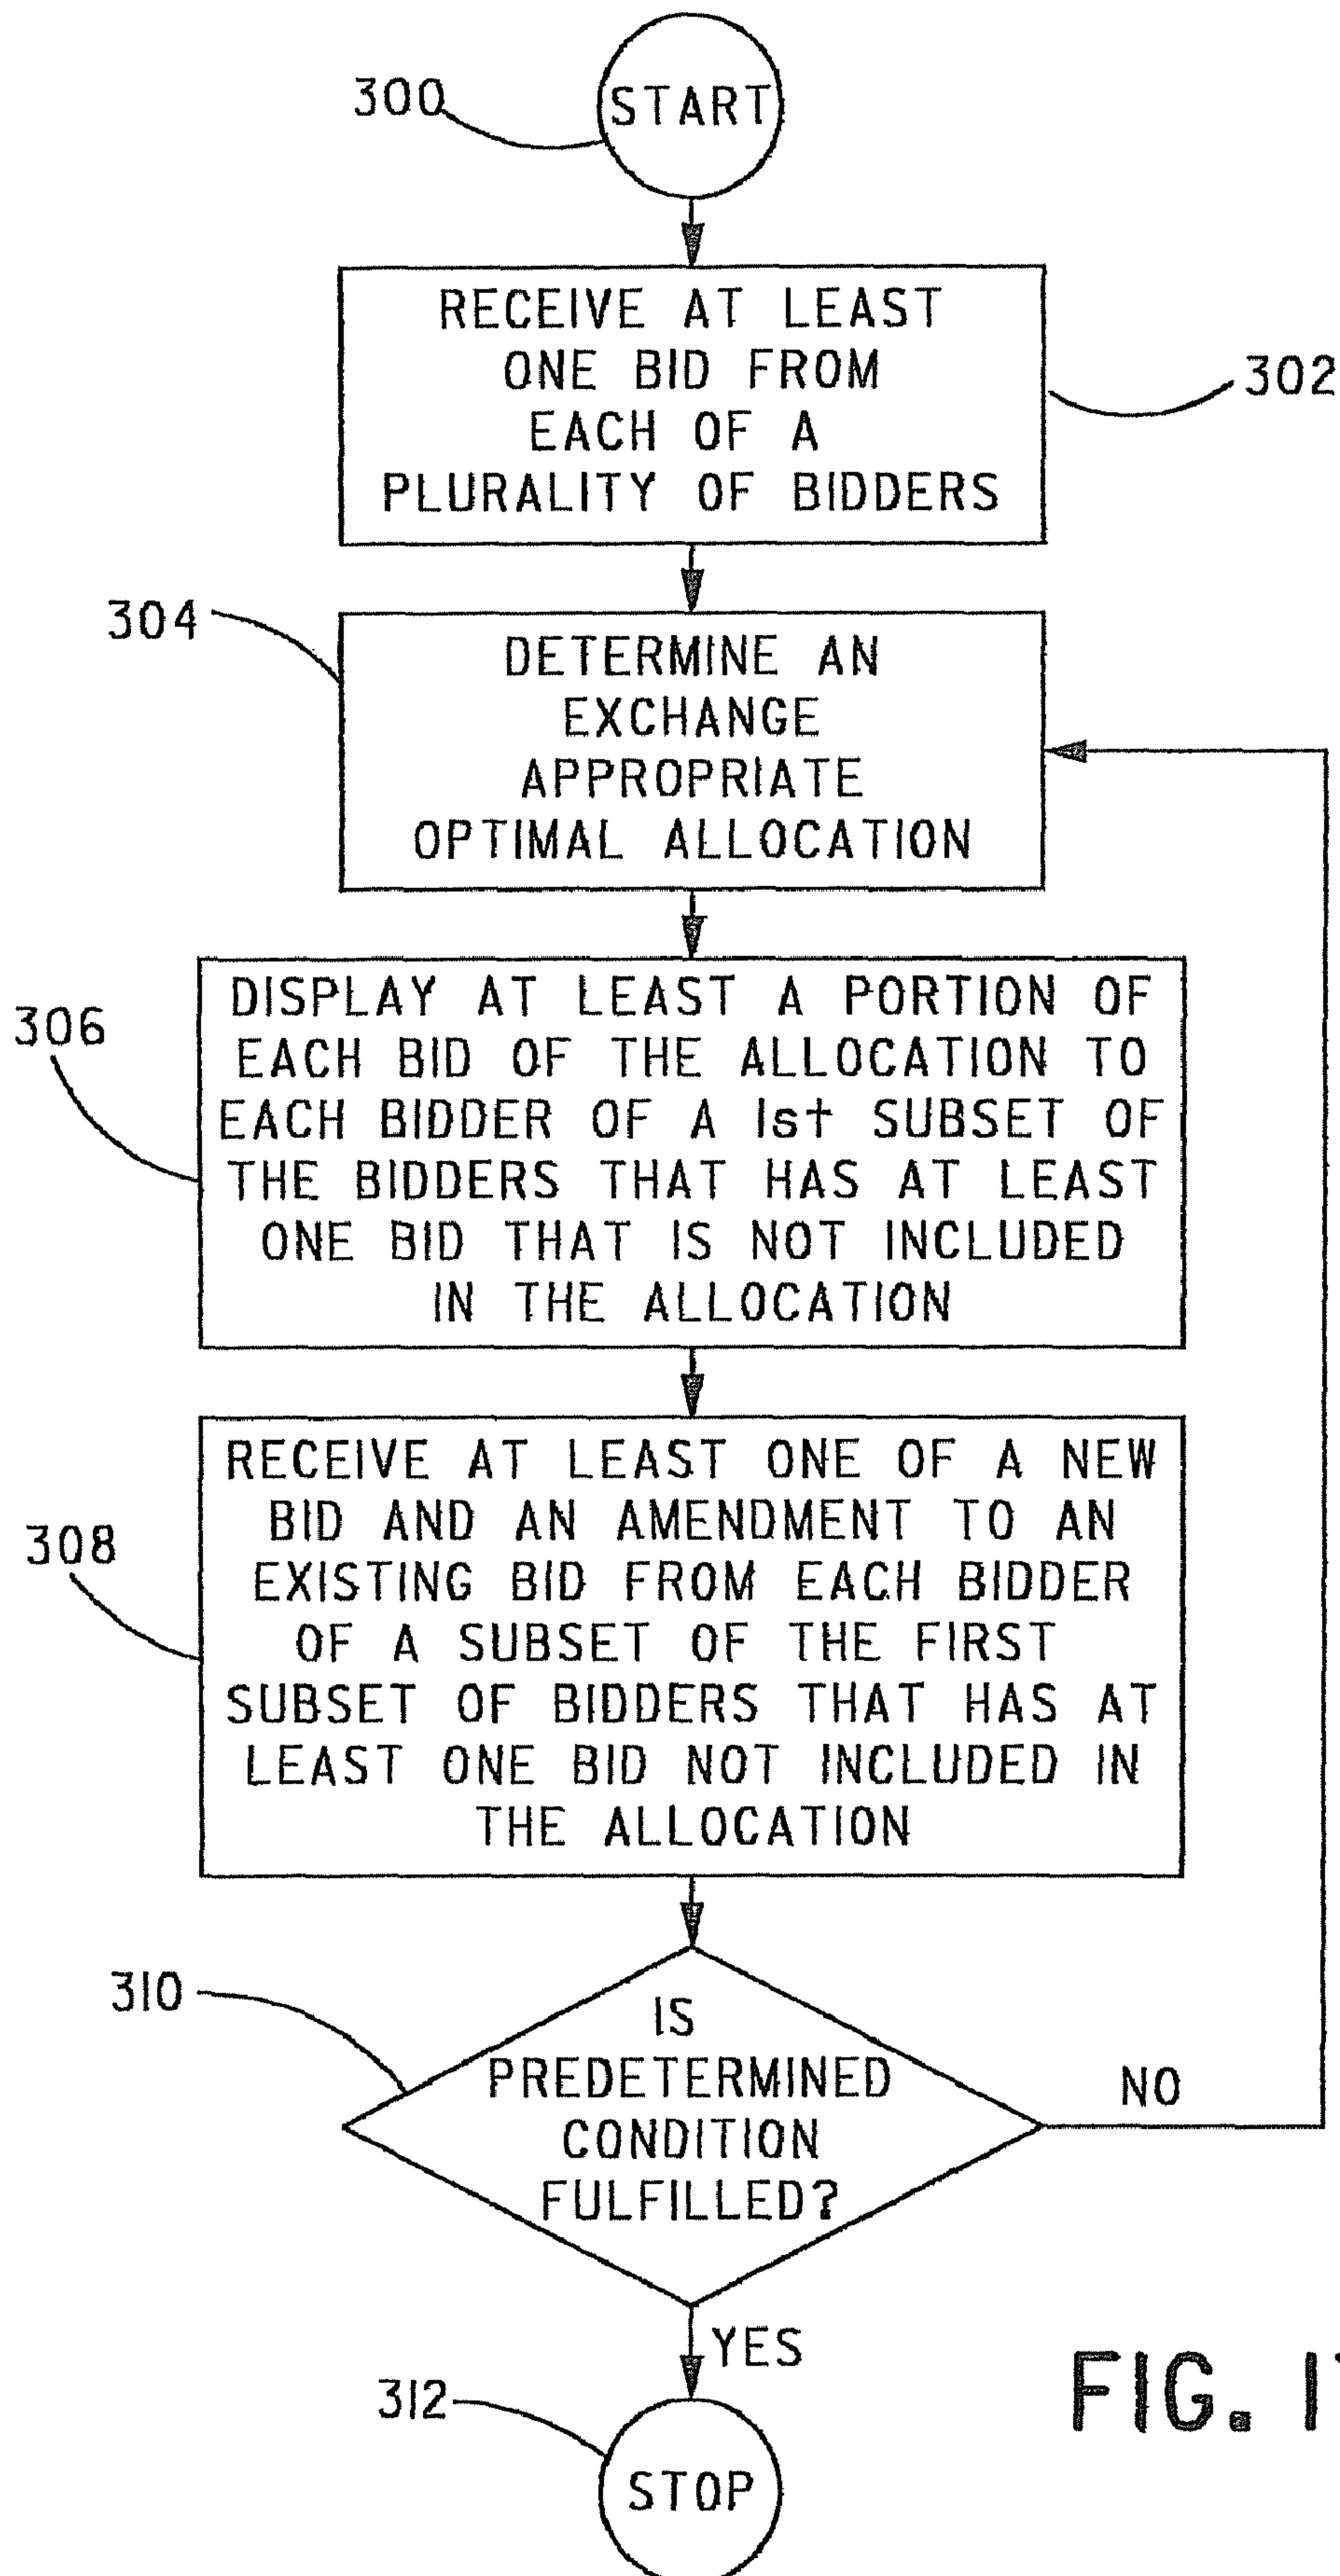 300
START
RECEIVE AT LEAST
ONE BID FROM
EACH OF A
PLURALITY OF BIDDERS
302
304
DETERMINE AN
EXCHANGE
APPROPRIATE
OPTIMAL ALLOCATION
306
DISPLAY AT LEAST A PORTION OF
EACH BID OF THE ALLOCATION TO
EACH BIDDER OF A 1st SUBSET OF
THE BIDDERS THAT HAS AT LEAST
ONE BID THAT IS NOT INCLUDED
IN THE ALLOCATION
308
RECEIVE AT LEAST ONE OF A NEW
BID AND AN AMENDMENT TO AN
EXISTING BID FROM EACH BIDDER
OF A SUBSET OF THE FIRST
SUBSET OF BIDDERS THAT HAS AT
LEAST ONE BID NOT INCLUDED IN
THE ALLOCATION
310
IS
PREDETERMINED
CONDITION
FULFILLED?
NO
YES
312
STOP
FIG.